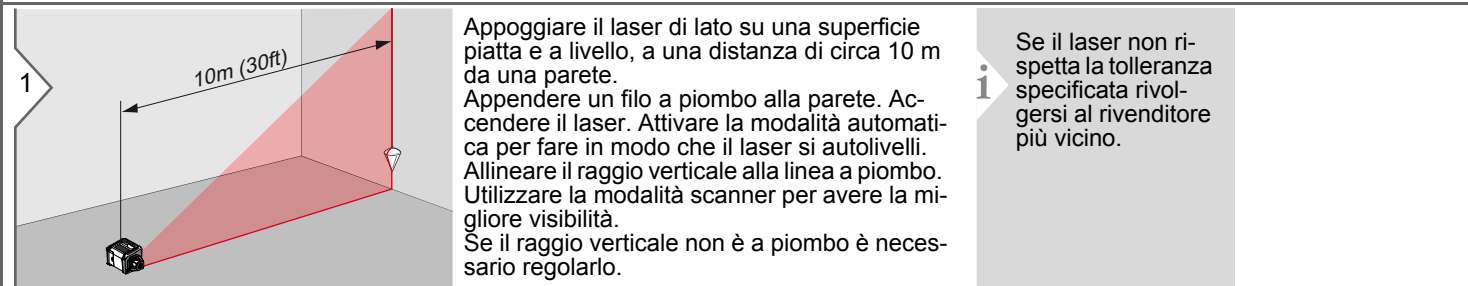 1
10m (30ft)
Appoggiare il laser di lato su una superficie
piatta e a livello, a una distanza di circa 10 m
da una parete.
Appendere un filo a piombo alla parete. Ac-
cendere il laser. Attivare la modalità automati-
ca per fare in modo che il laser si autolivelli.
Allineare il raggio verticale alla linea a piombo.
Utilizzare la modalità scanner per avere la mi-
gliore visibilità.
Se il raggio verticale non è a piombo è neces-
sario regolarlo.
i
Se il laser non ri-
spetta la tolleranza
specificata rivol-
gersi al rivenditore
più vicino.